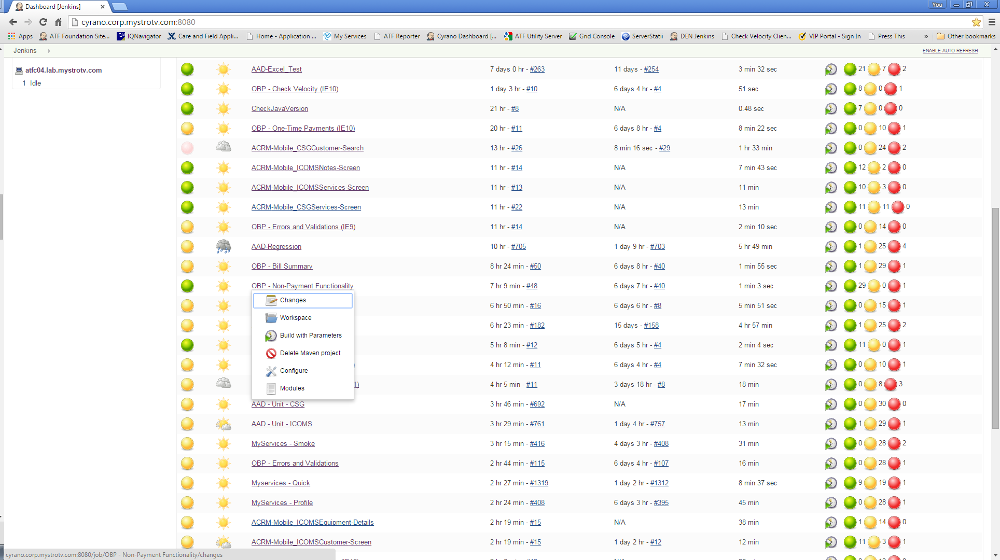 Dashboard [Jenkins]
You
cyrano.corp.mystrotv.com:8080
Apps ATF Foundation Site... IQNavigator Care and Field Appli... Home - Application ... My Services ATF Reporter Cyrano Dashboard [... ATF Utility Server Grid Console ServerStatii DEN Jenkins Check Velocity Clien... VIP Portal - Sign In Press This » Other bookmarks
Jenkins ENABLE AUTO REFRESH
atfc04.lab.mystrotv.com
1 Idle
AAD-Excel_Test 7 days 0 hr - #263 11 days - #254 3 min 32 sec 21 7 2
OBP - Check Velocity (IE10) 1 day 3 hr - #10 6 days 4 hr - #4 51 sec 8 0 1
CheckJavaVersion 21 hr - #8 N/A 0.48 sec 7 0 0
OBP - One-Time Payments (IE10) 20 hr - #11 6 days 8 hr - #4 8 min 22 sec 0 10 1
ACRM-Mobile_CSGCustomer-Search 13 hr - #26 8 min 16 sec - #29 1 hr 33 min 0 24 2
ACRM-Mobile_ICOMSNotes-Screen 11 hr - #14 N/A 7 min 43 sec 12 2 0
ACRM-Mobile_ICOMSServices-Screen 11 hr - #13 N/A 11 min 10 3 0
ACRM-Mobile_CSGServices-Screen 11 hr - #22 N/A 13 min 11 11 0
OBP - Errors and Validations (IE9) 11 hr - #14 N/A 2 min 10 sec 0 14 0
AAD-Regression 10 hr - #705 1 day 9 hr - #703 5 hr 49 min 1 25 4
OBP - Bill Summary 8 hr 24 min - #50 6 days 8 hr - #40 1 min 55 sec 1 29 1
OBP - Non-Payment Functionality 7 hr 9 min - #48 6 days 7 hr - #40 1 min 3 sec 29 0 1
Changes
6 hr 50 min - #16 6 days 6 hr - #8 5 min 51 sec 0 15 1
Workspace
6 hr 23 min - #182 15 days - #158 4 hr 57 min 1 25 2
Build with Parameters
5 hr 8 min - #12 6 days 5 hr - #4 2 min 4 sec 11 0 1
Delete Maven project
4 hr 12 min - #11 6 days 4 hr - #4 7 min 32 sec 0 10 1
Configure
1) 4 hr 5 min - #11 3 days 18 hr - #8 18 min 0 8 3
Modules
AAD - Unit - CSG 3 hr 46 min - #692 N/A 17 min 0 30 0
AAD - Unit - ICOMS 3 hr 29 min - #761 1 day 4 hr - #757 13 min 1 29 1
MyServices - Smoke 3 hr 15 min - #416 4 days 3 hr - #408 31 min 0 28 2
OBP - Errors and Validations 2 hr 44 min - #115 6 days 4 hr - #107 16 min 0 28 1
Myservices - Quick 2 hr 27 min - #1319 1 day 2 hr - #1312 8 min 37 sec 9 19 1
MyServices - Profile 2 hr 24 min - #408 6 days 3 hr - #395 45 min 0 28 1
ACRM-Mobile_ICOMSEquipment-Details 2 hr 19 min - #15 N/A 38 min 1 14 0
ACRM-Mobile_ICOMSCustomer-Screen 2 hr 19 min - #15 1 day 2 hr - #12 12 min 11 3 1
cyrano.corp.mystrotv.com:8080/job/OBP - Non-Payment Functionality/changes